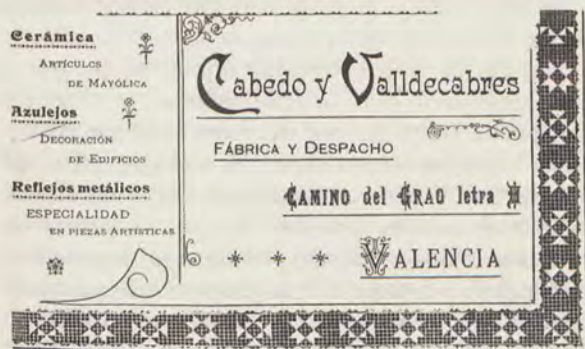 Cerámica
ARTÍCULOS
DE MAYÓLICA
Azulejos
DECORACIÓN
DE EDIFICIOS
Reflejos metálicos
ESPECIALIDAD
EN PIEZAS ARTÍSTICAS
Cabedo y Valldecabres
FÁBRICA Y DESPACHO
CAMINO del GRAO letra H
VALENCIA